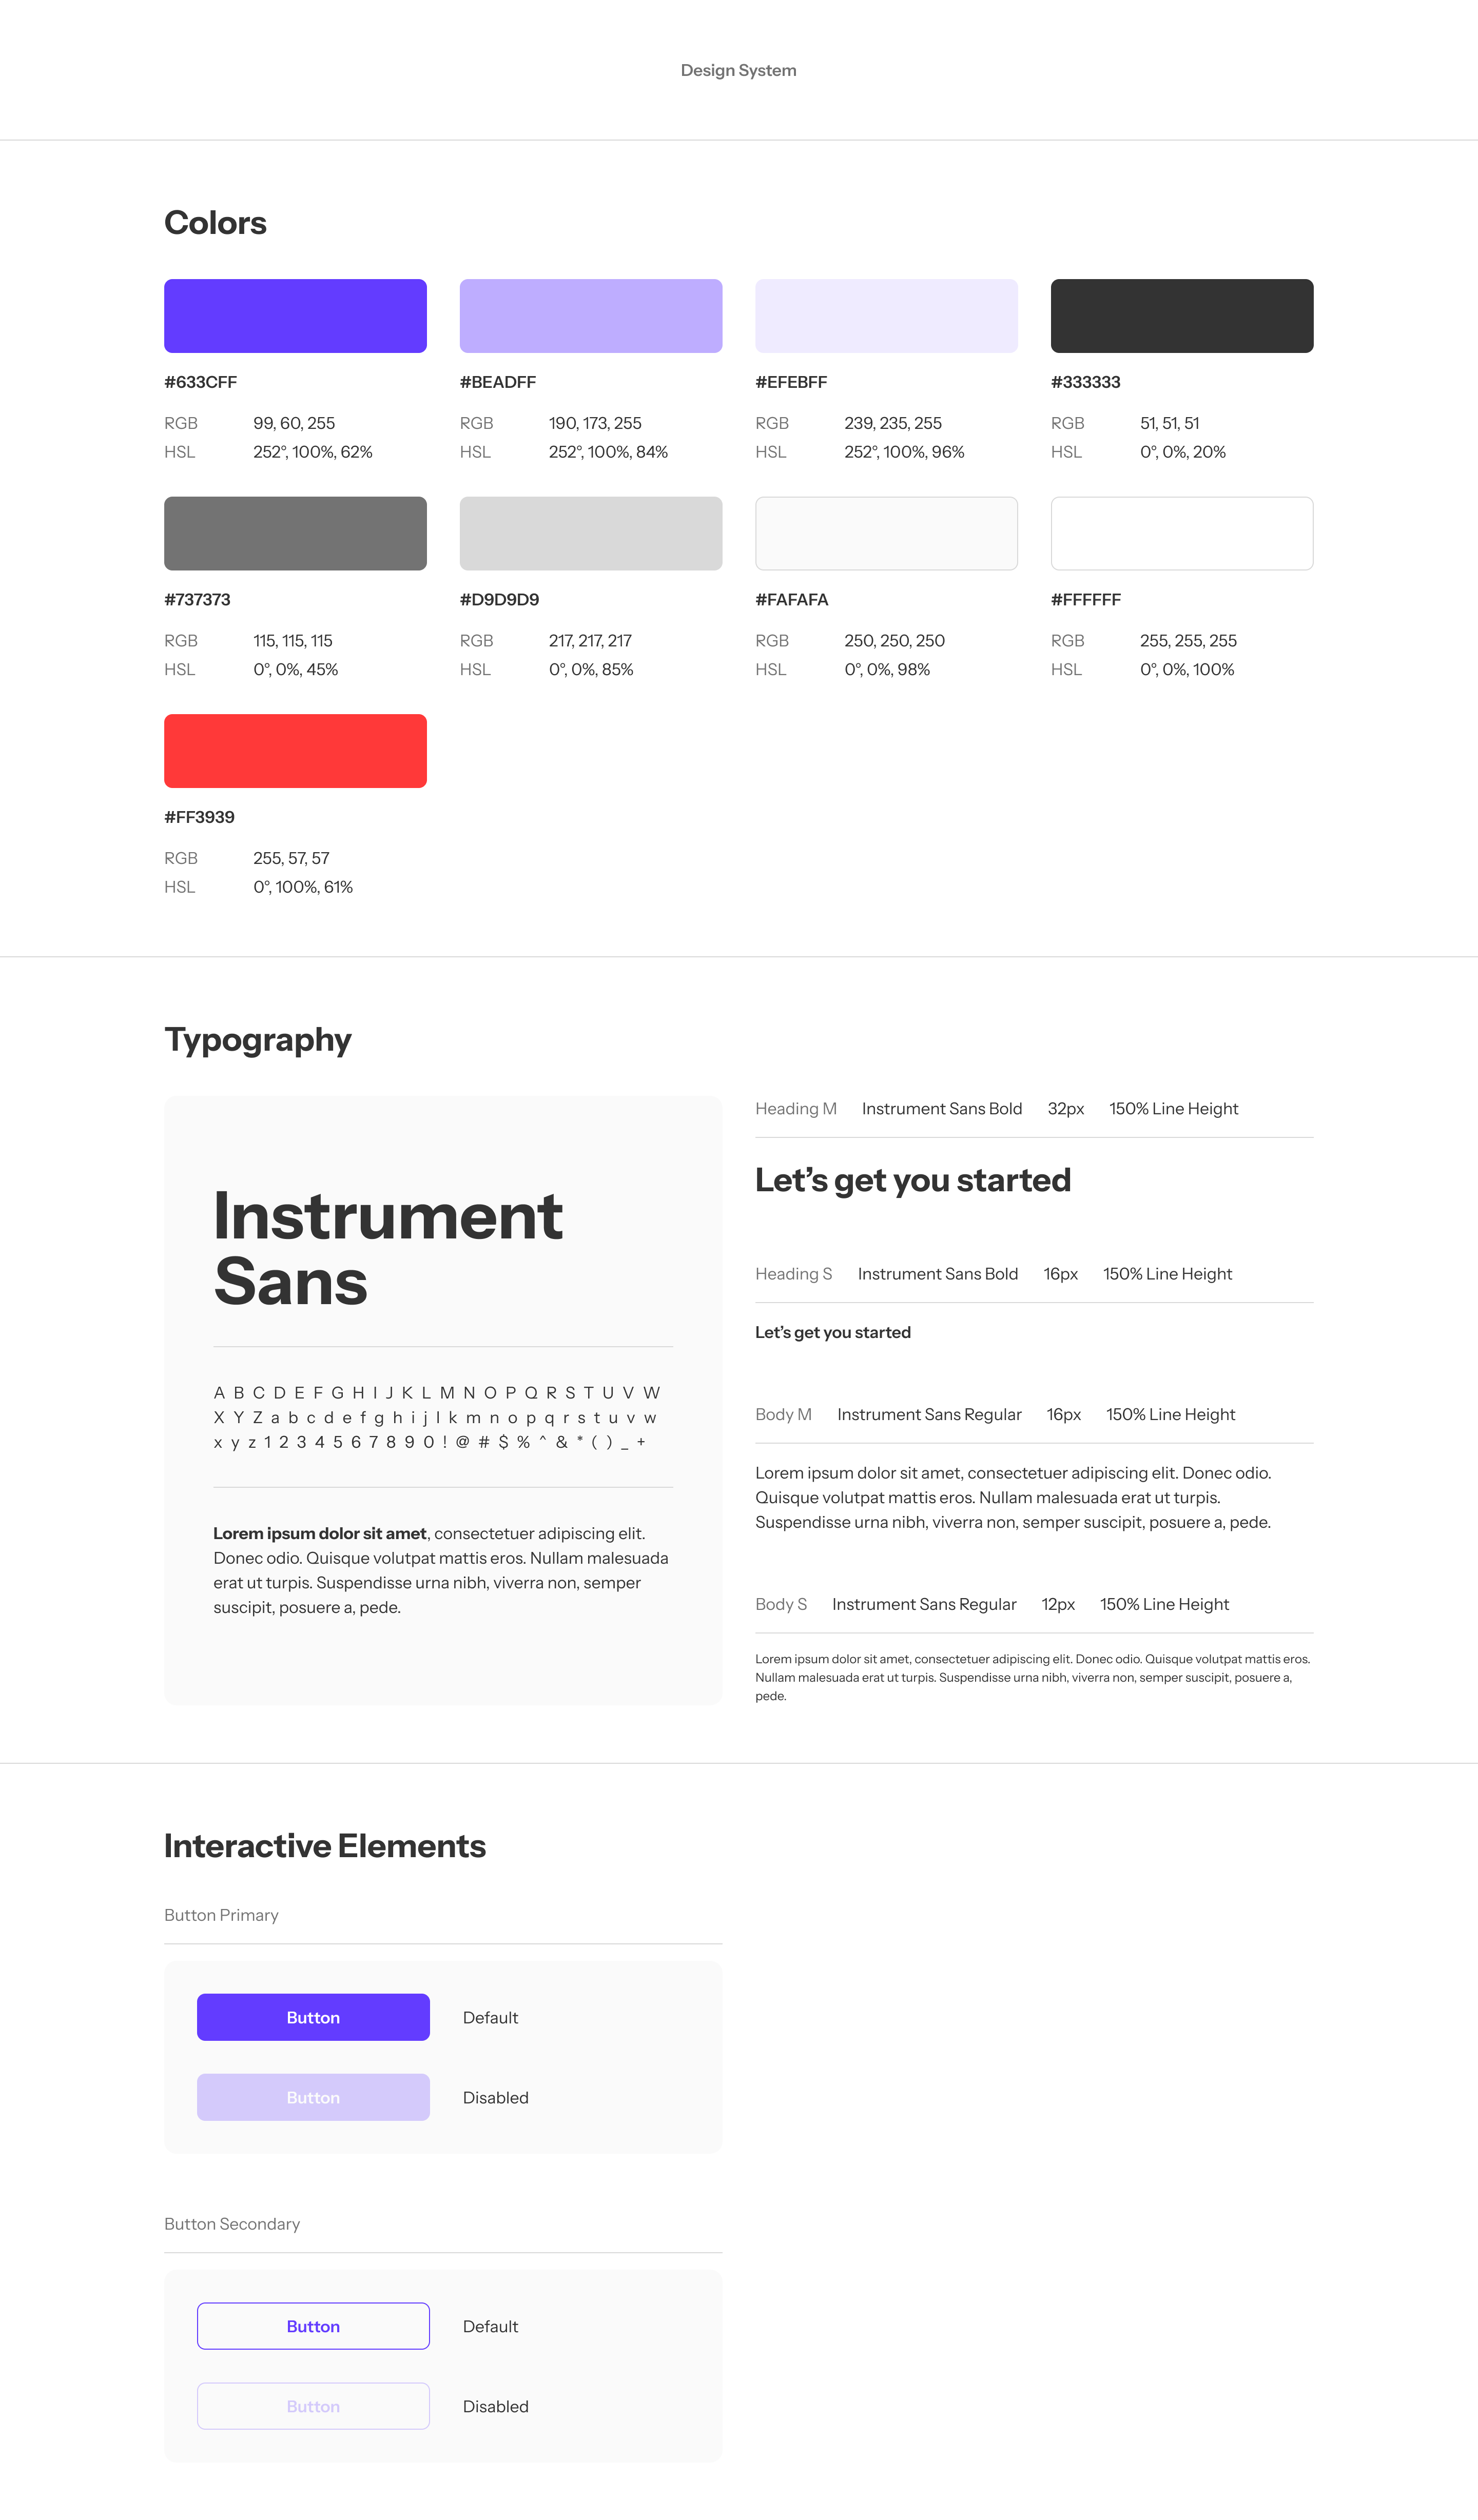 Design System
Colors
#633CFF
RGB 99, 60, 255
HSL 252°, 100%, 62%
#BEADFF
RGB 190, 173, 255
HSL 252°, 100%, 84%
#EFEBFF
RGB 239, 235, 255
HSL 252°, 100%, 96%
#333333
RGB 51, 51, 51
HSL 0°, 0%, 20%
#737373
RGB 115, 115, 115
HSL 0°, 0%, 45%
#D9D9D9
RGB 217, 217, 217
HSL 0°, 0%, 85%
#FAFAFA
RGB 250, 250, 250
HSL 0°, 0%, 98%
#FFFFFF
RGB 255, 255, 255
HSL 0°, 0%, 100%
#FF3939
RGB 255, 57, 57
HSL 0°, 100%, 61%
Typography
Instrument
Sans
A B C D E F G H I J K L M N O P Q R S T U V W
X Y Z a b c d e f g h i j l k m n o p q r s t u v w
x y z 1 2 3 4 5 6 7 8 9 0 ! @ # $ % ^ & * ( ) _ +
Lorem ipsum dolor sit amet, consectetuer adipiscing elit.
Donec odio. Quisque volutpat mattis eros. Nullam malesuada
erat ut turpis. Suspendisse urna nibh, viverra non, semper
suscipit, posuere a, pede.
Heading M Instrument Sans Bold 32px 150% Line Height
Let’s get you started
Heading S Instrument Sans Bold 16px 150% Line Height
Let’s get you started
Body M Instrument Sans Regular 16px 150% Line Height
Lorem ipsum dolor sit amet, consectetuer adipiscing elit. Donec odio.
Quisque volutpat mattis eros. Nullam malesuada erat ut turpis.
Suspendisse urna nibh, viverra non, semper suscipit, posuere a, pede.
Body S Instrument Sans Regular 12px 150% Line Height
Lorem ipsum dolor sit amet, consectetuer adipiscing elit. Donec odio. Quisque volutpat mattis eros.
Nullam malesuada erat ut turpis. Suspendisse urna nibh, viverra non, semper suscipit, posuere a,
pede.
Interactive Elements
Button Primary
Button Default
Button Disabled
Button Secondary
Button Default
Button Disabled